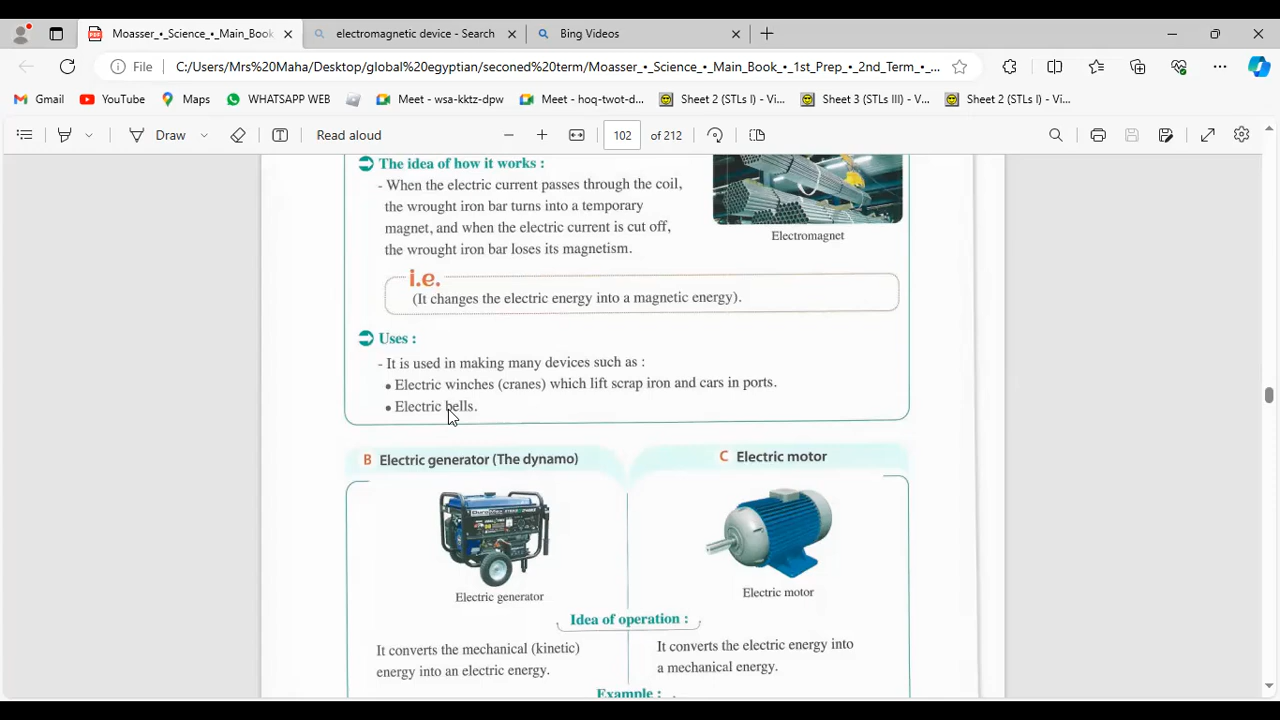 Moasser_•_Science_•_Main_Book
electromagnetic device - Search
Bing Videos
File
C:/Users/Mrs%20Maha/Desktop/global%20egyptian/seconed%20term/Moasser_•_Science_•_Main_Book_•_1st_Prep_•_2nd_Term_•_...
Gmail
YouTube
Maps
WHATSAPP WEB
Meet - wsa-kktz-dwp
Meet - hoq-twot-d...
Sheet 2 (STLs I) - Vi...
Sheet 3 (STLs III) - V...
Sheet 2 (STLs I) - Vi...
Draw
Read aloud
102 of 212
The idea of how it works :
- When the electric current passes through the coil,
the wrought iron bar turns into a temporary
magnet, and when the electric current is cut off,
the wrought iron bar loses its magnetism.
Electromagnet
i.e.
(It changes the electric energy into a magnetic energy).
Uses :
- It is used in making many devices such as :
• Electric winches (cranes) which lift scrap iron and cars in ports.
• Electric bells.
B Electric generator (The dynamo)
C Electric motor
Electric generator
Electric motor
Idea of operation :
It converts the mechanical (kinetic)
energy into an electric energy.
It converts the electric energy into
a mechanical energy.
Example :